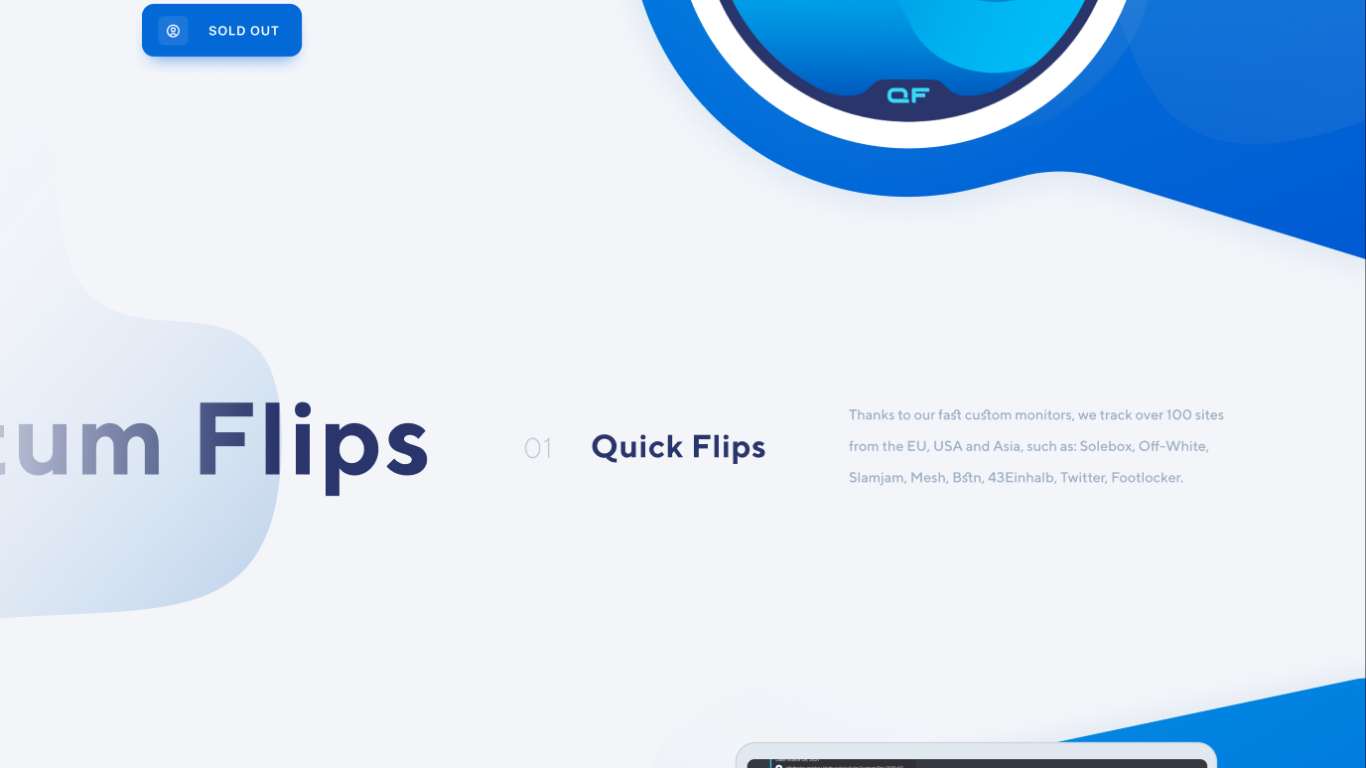 SOLD OUT
QF
tum Flips
01
Quick Flips
Thanks to our fast custom monitors, we track over 100 sites
from the EU, USA and Asia, such as: Solebox, Off-White,
Slamjam, Mesh, Bstn, 43Einhalb, Twitter, Footlocker.